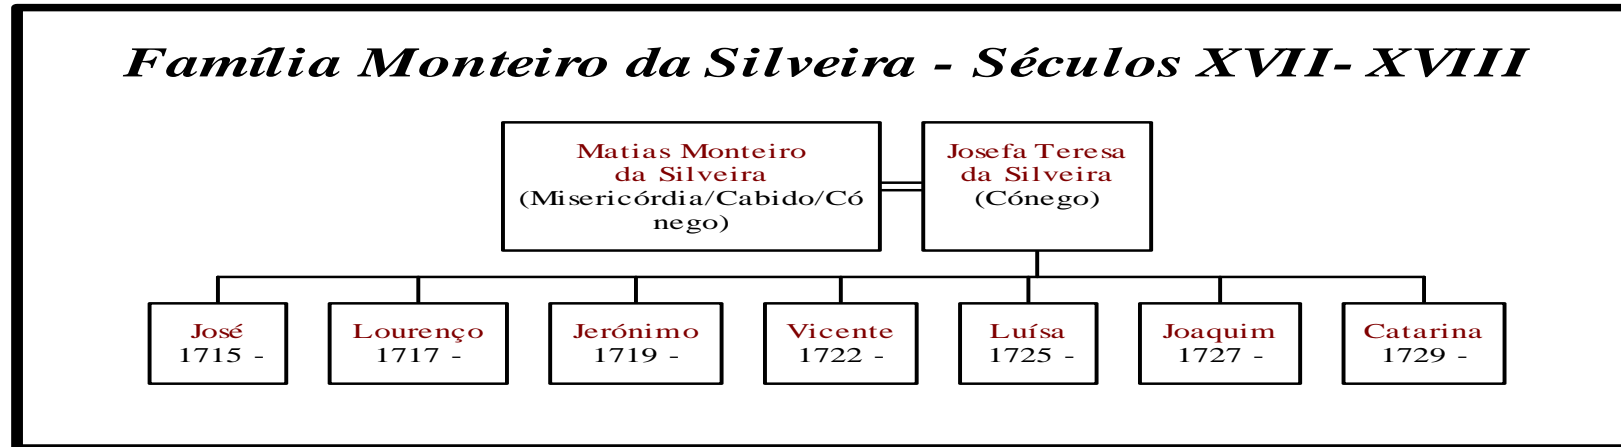 Família Monteiro da Silveira - Séculos XVII- XVIII
Matias Monteiro
da Silveira
(Misericórdia/Cabido/Có
nego)
Josefa Teresa
da Silveira
(Cónego)
José
1715 -
Lourenço
1717 -
Jerónimo
1719 -
Vicente
1722 -
Luísa
1725 -
Joaquim
1727 -
Catarina
1729 -